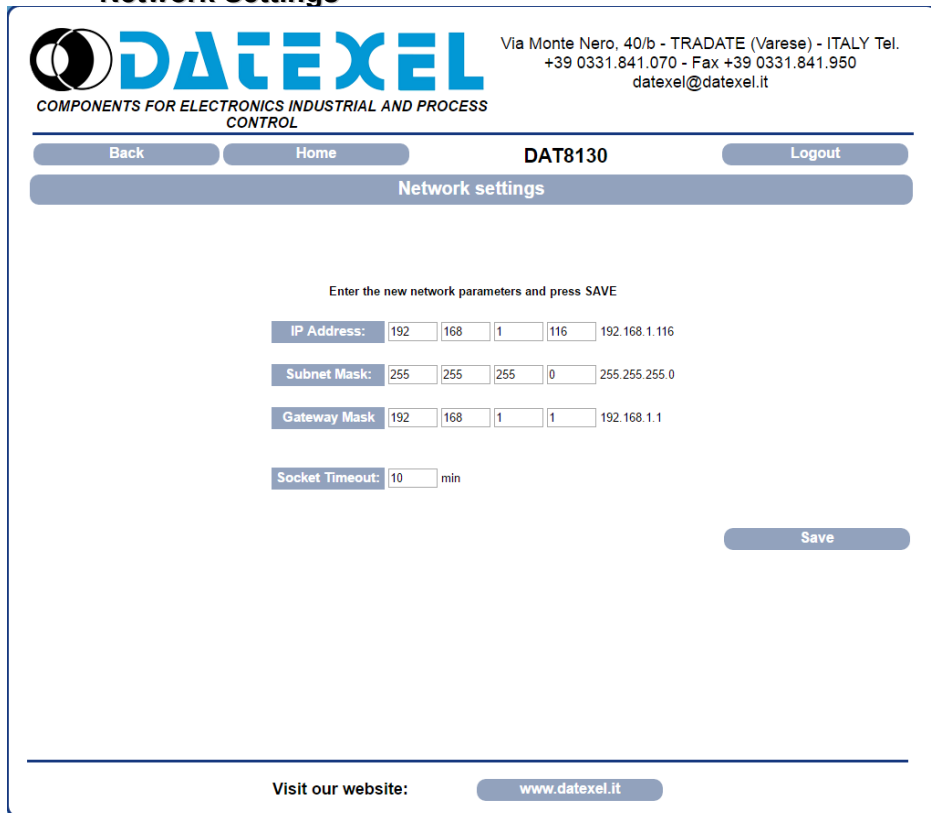 Network Settings
DATEXEL
Via Monte Nero, 40/b - TRADATE (Varese) - ITALY Tel.
+39 0331.841.070 - Fax +39 0331.841.950
datexel@datexel.it
COMPONENTS FOR ELECTRONICS INDUSTRIAL AND PROCESS
CONTROL
Back Home DAT8130 Logout
Network settings
Enter the new network parameters and press SAVE
IP Address: 192 168 1 116 192.168.1.116
Subnet Mask: 255 255 255 0 255.255.255.0
Gateway Mask 192 168 1 1 192.168.1.1
Socket Timeout: 10 min
Save
Visit our website: www.datexel.it